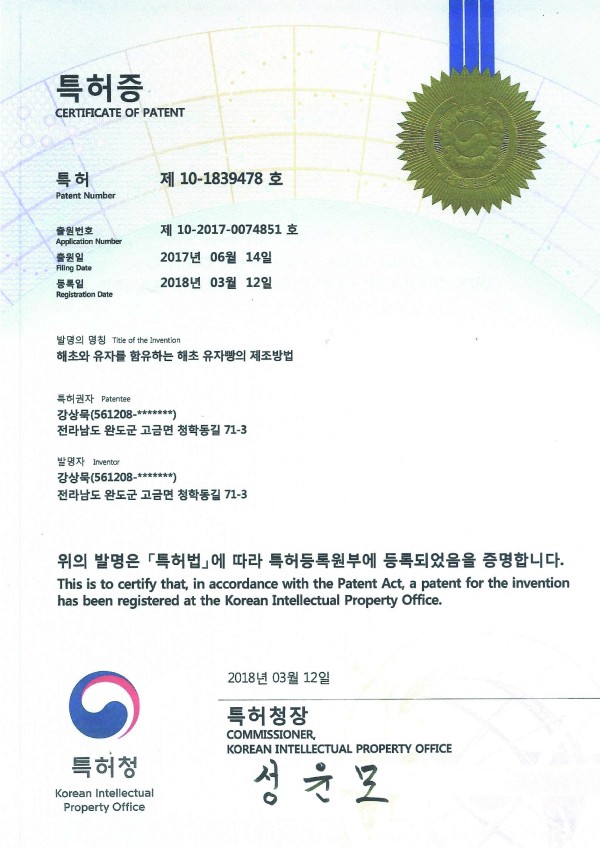 특허증
CERTIFICATE OF PATENT
특허 제 10-1839478 호
Patent Number
출원번호 제 10-2017-0074851 호
Application Number
출원일 2017년 06월 14일
Filing Date
등록일 2018년 03월 12일
Registration Date
발명의 명칭 Title of the Invention
해초와 유자를 함유하는 해초 유자빵의 제조방법
특허권자 Patentee
강상묵(561208-*******)
전라남도 완도군 고금면 청학동길 71-3
발명자 Inventor
강상묵(561208-*******)
전라남도 완도군 고금면 청학동길 71-3
위의 발명은 「특허법」에 따라 특허등록원부에 등록되었음을 증명합니다.
This is to certify that, in accordance with the Patent Act, a patent for the invention
has been registered at the Korean Intellectual Property Office.
2018년 03월 12일
특허청장
COMMISSIONER,
KOREAN INTELLECTUAL PROPERTY OFFICE
성윤모
특허청
Korean Intellectual
Property Office